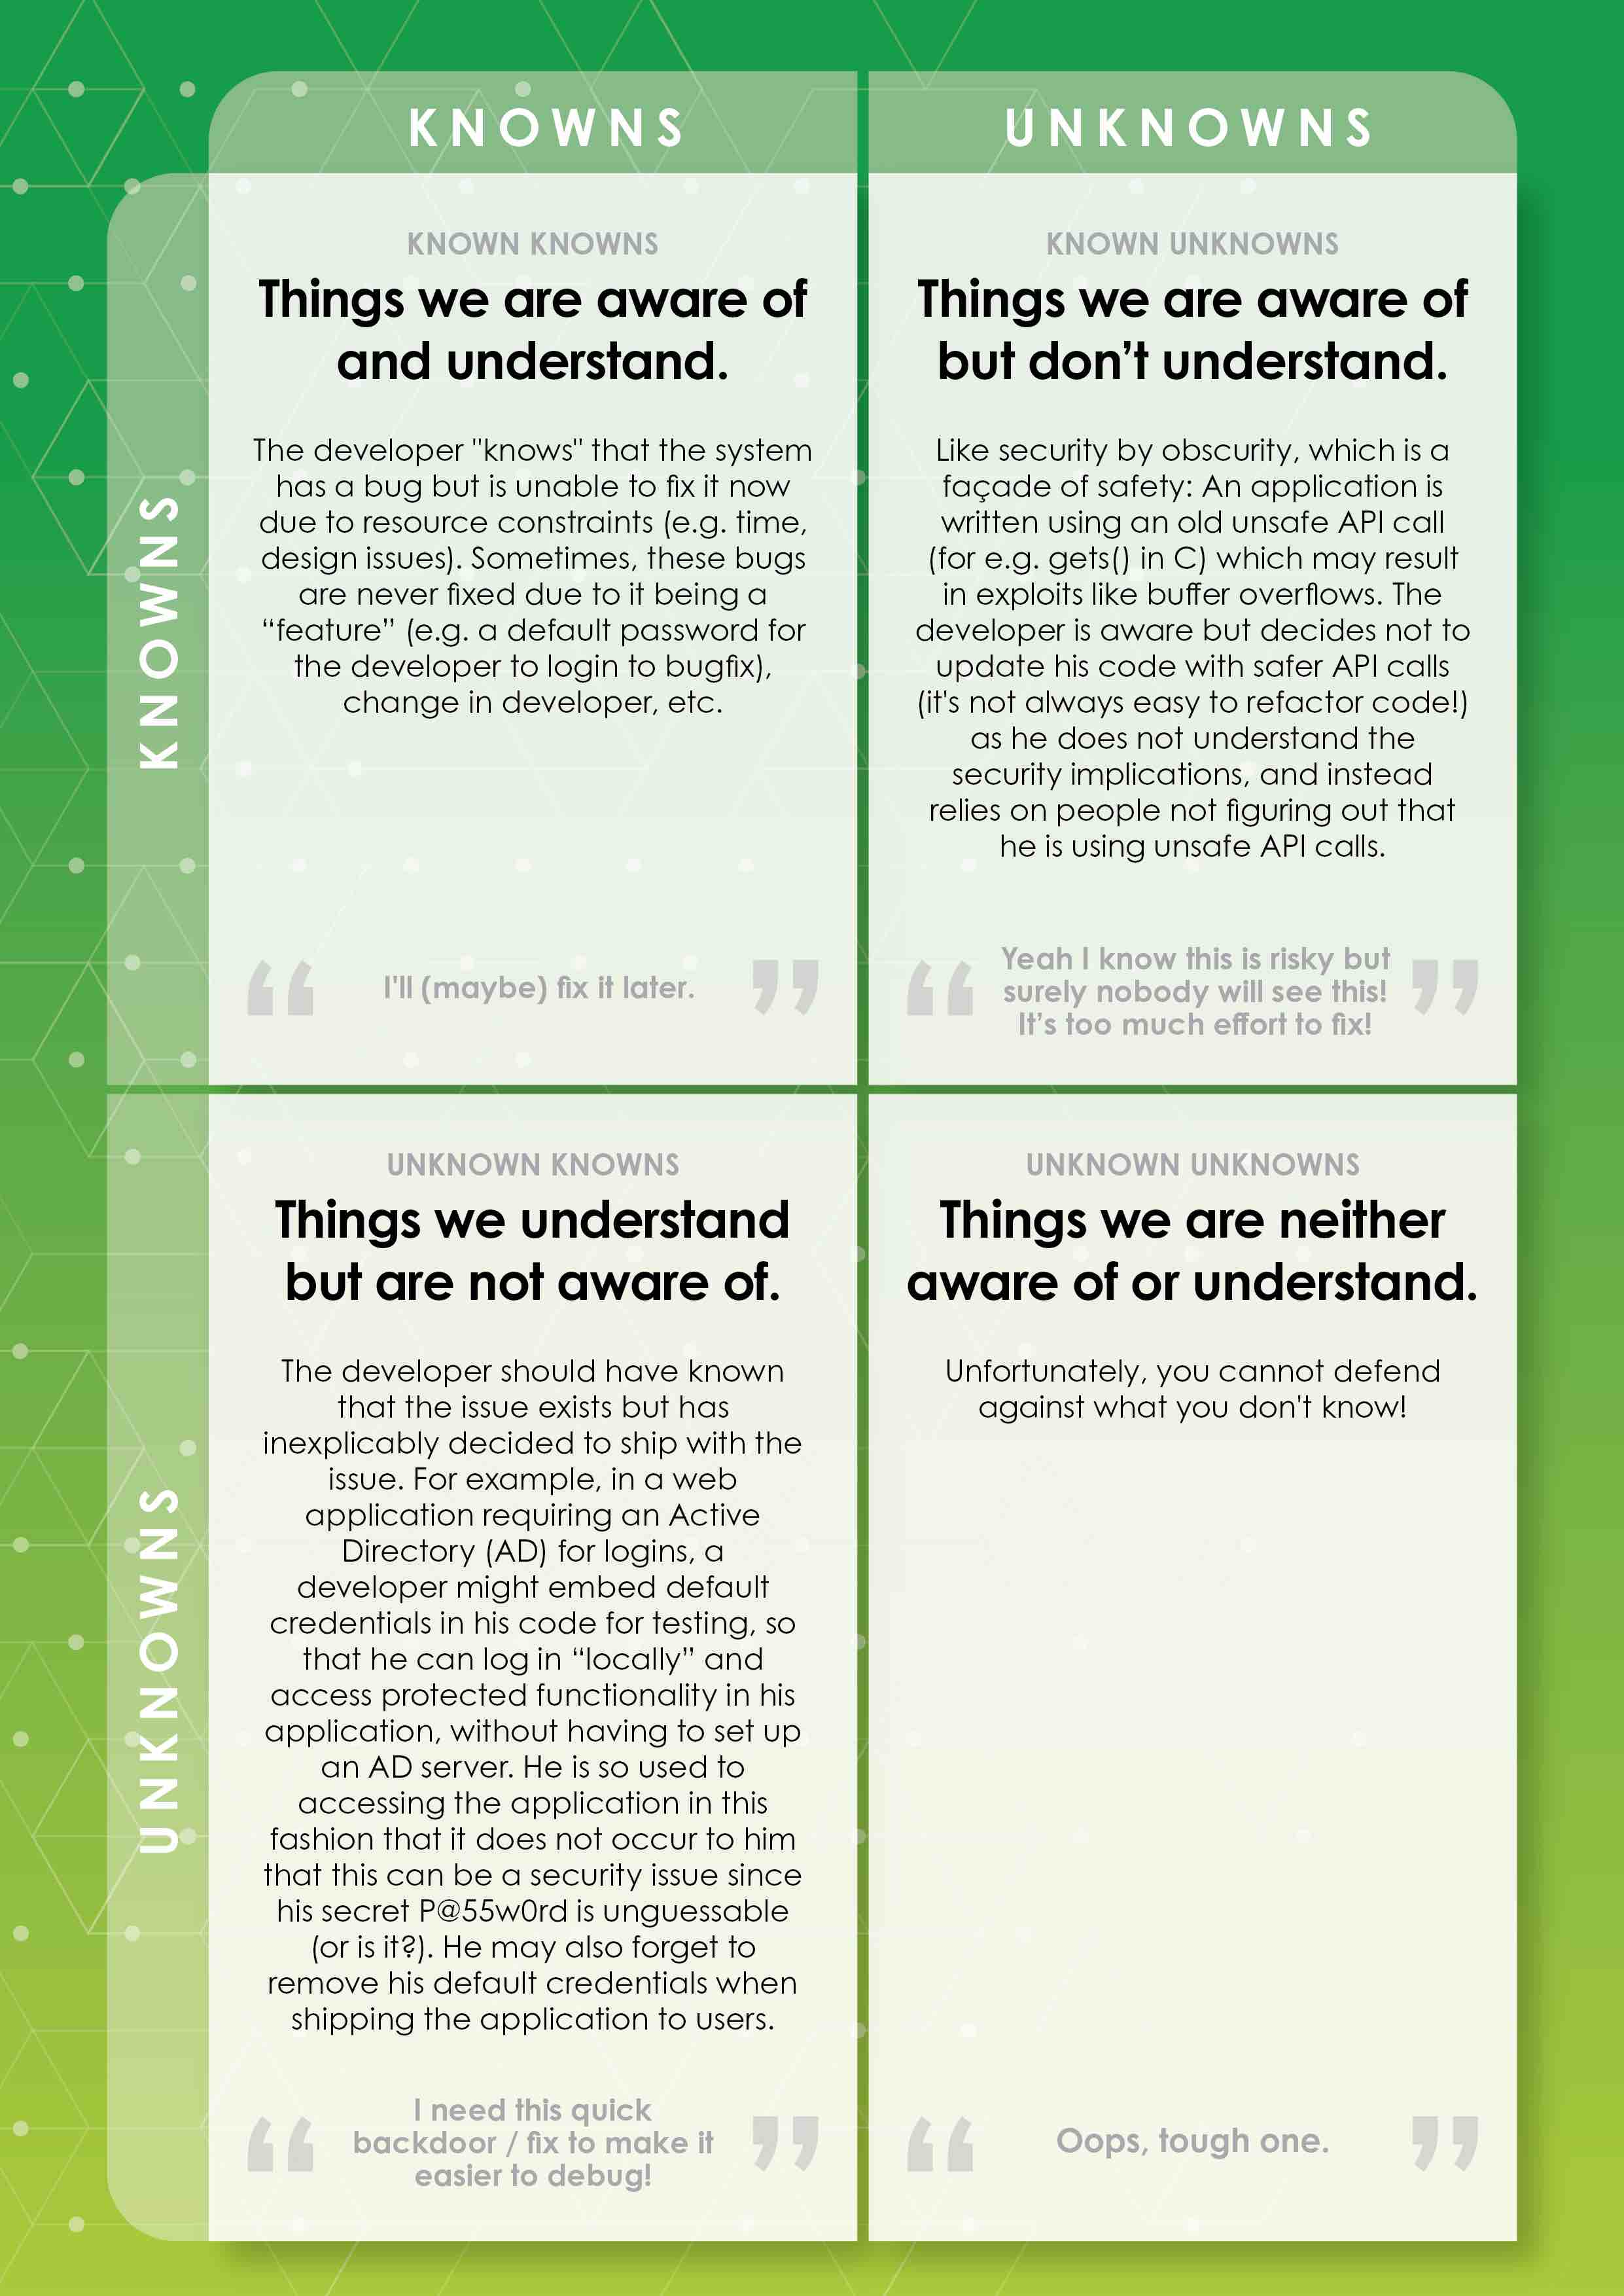 KNOWNS
UNKNOWNS
KNOWNS
KNOWN KNOWNS
Things we are aware of
and understand.
The developer "knows" that the system
has a bug but is unable to fix it now
due to resource constraints (e.g. time,
design issues). Sometimes, these bugs
are never fixed due to it being a
“feature” (e.g. a default password for
the developer to login to bugfix),
change in developer, etc.
“ I'll (maybe) fix it later. ”
KNOWN UNKNOWNS
Things we are aware of
but don’t understand.
Like security by obscurity, which is a
façade of safety: An application is
written using an old unsafe API call
(for e.g. gets() in C) which may result
in exploits like buffer overflows. The
developer is aware but decides not to
update his code with safer API calls
(it's not always easy to refactor code!)
as he does not understand the
security implications, and instead
relies on people not figuring out that
he is using unsafe API calls.
“ Yeah I know this is risky but
surely nobody will see this!
It’s too much effort to fix! ”
UNKNOWNS
UNKNOWN KNOWNS
Things we understand
but are not aware of.
The developer should have known
that the issue exists but has
inexplicably decided to ship with the
issue. For example, in a web
application requiring an Active
Directory (AD) for logins, a
developer might embed default
credentials in his code for testing, so
that he can log in “locally” and
access protected functionality in his
application, without having to set up
an AD server. He is so used to
accessing the application in this
fashion that it does not occur to him
that this can be a security issue since
his secret P@55w0rd is unguessable
(or is it?). He may also forget to
remove his default credentials when
shipping the application to users.
“ I need this quick
backdoor / fix to make it
easier to debug! ”
UNKNOWN UNKNOWNS
Things we are neither
aware of or understand.
Unfortunately, you cannot defend
against what you don't know!
“ Oops, tough one. ”